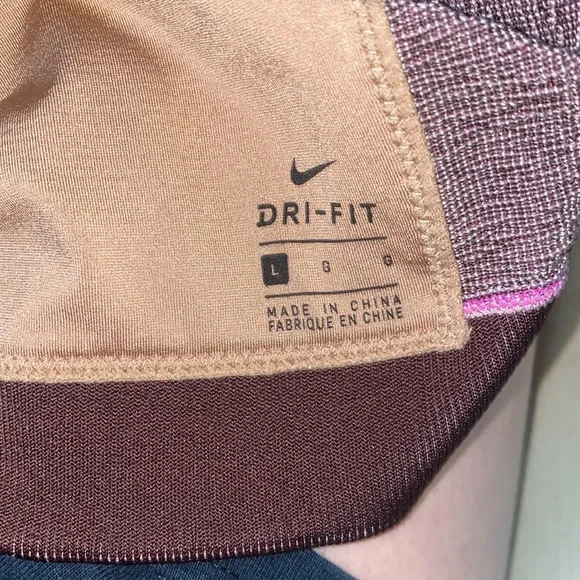 DRI-FIT
L G G
MADE IN CHINA
FABRIQUE EN CHINE